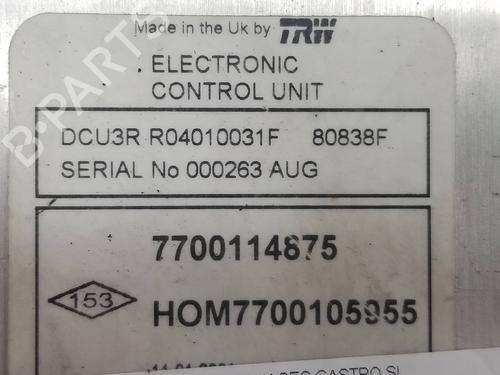 Made in the Uk by TRW
. ELECTRONIC
CONTROL UNIT
DCU3R R04010031F 80838F
SERIAL No 000263 AUG
7700114875
153
HOM7700105955
B-PARTS